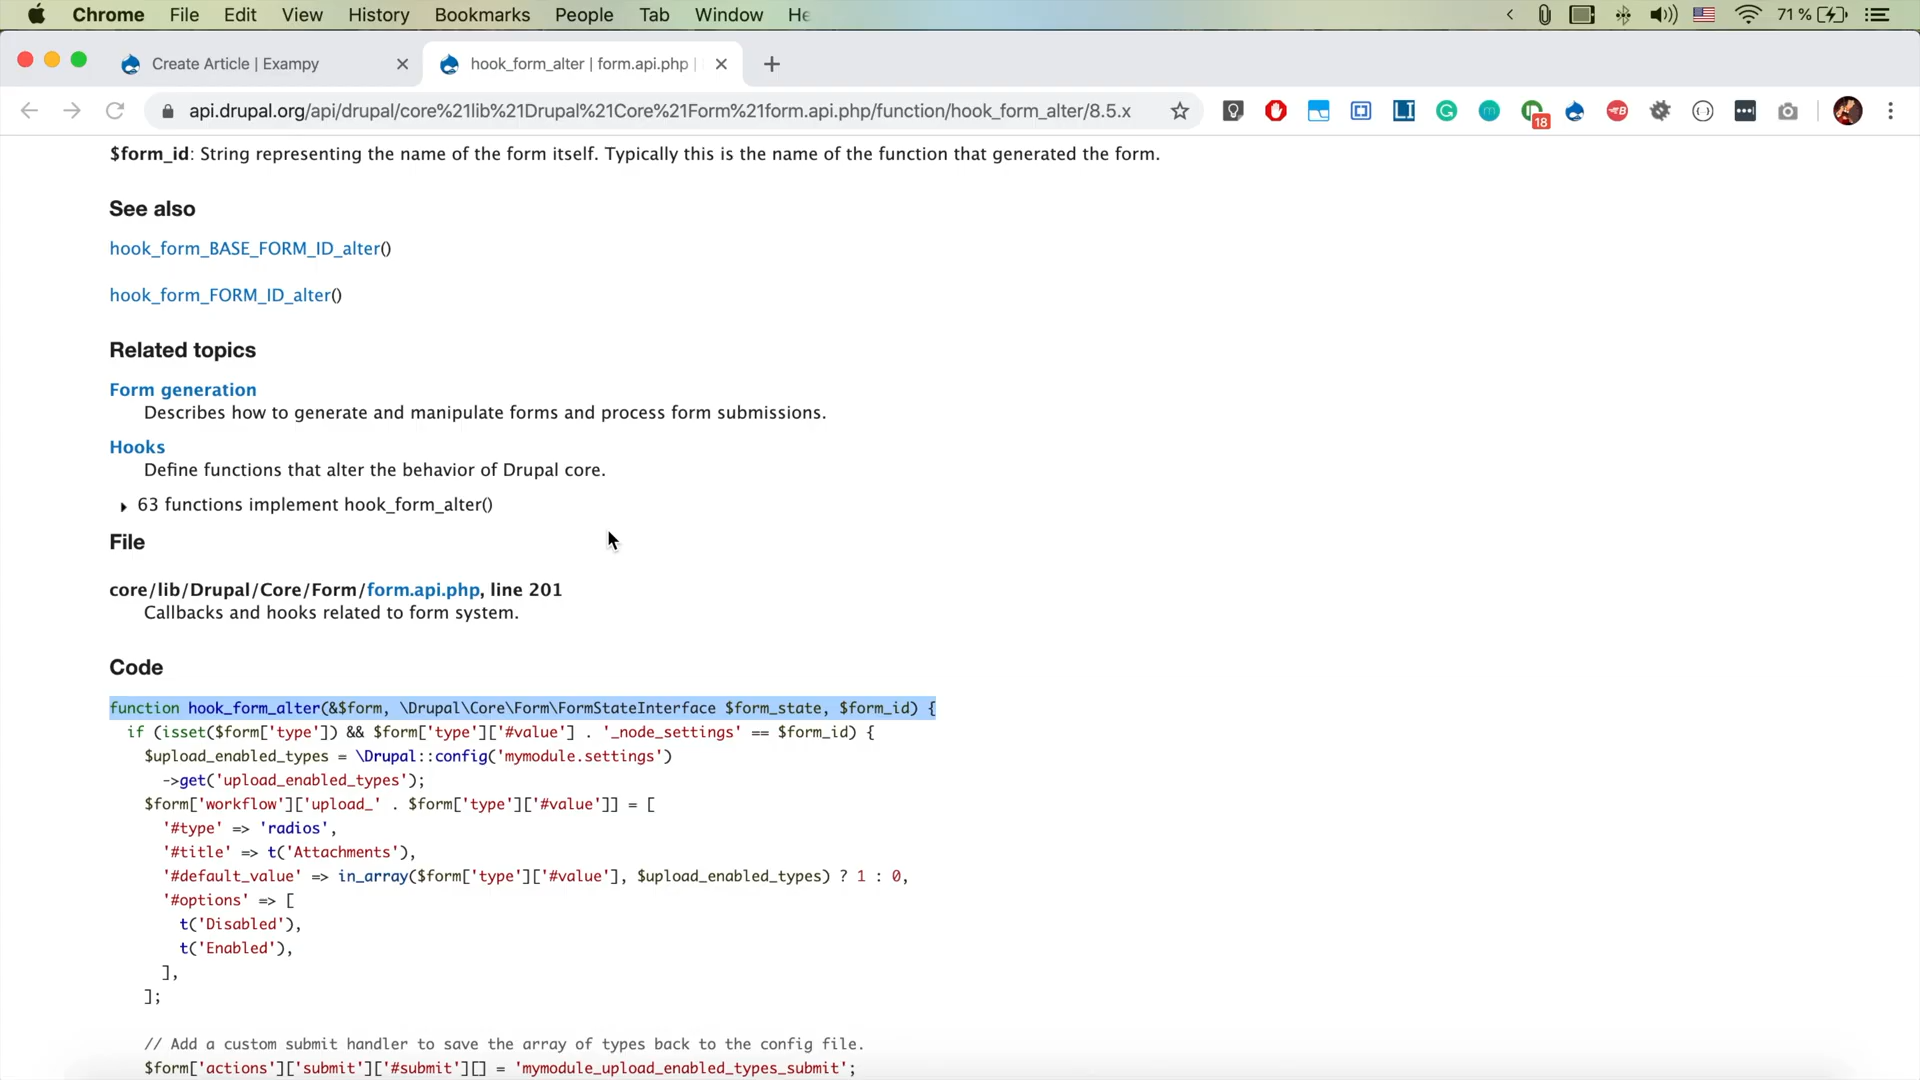 Chrome File Edit View History Bookmarks People Tab Window He 71 %
Create Article | Exampy hook_form_alter | form.api.php |
api.drupal.org/api/drupal/core%21lib%21Drupal%21Core%21Form%21form.api.php/function/hook_form_alter/8.5.x 18
$form_id: String representing the name of the form itself. Typically this is the name of the function that generated the form.
See also
hook_form_BASE_FORM_ID_alter()
hook_form_FORM_ID_alter()
Related topics
Form generation
Describes how to generate and manipulate forms and process form submissions.
Hooks
Define functions that alter the behavior of Drupal core.
63 functions implement hook_form_alter()
File
core/lib/Drupal/Core/Form/form.api.php, line 201
Callbacks and hooks related to form system.
Code
function hook_form_alter(&$form, \Drupal\Core\Form\FormStateInterface $form_state, $form_id) {
if (isset($form['type']) && $form['type']['#value'] . '_node_settings' == $form_id) {
$upload_enabled_types = \Drupal::config('mymodule.settings')
->get('upload_enabled_types');
$form['workflow']['upload_' . $form['type']['#value']] = [
'#type' => 'radios',
'#title' => t('Attachments'),
'#default_value' => in_array($form['type']['#value'], $upload_enabled_types) ? 1 : 0,
'#options' => [
t('Disabled'),
t('Enabled'),
],
];
// Add a custom submit handler to save the array of types back to the config file.
$form['actions']['submit']['#submit'][] = 'mymodule_upload_enabled_types_submit';